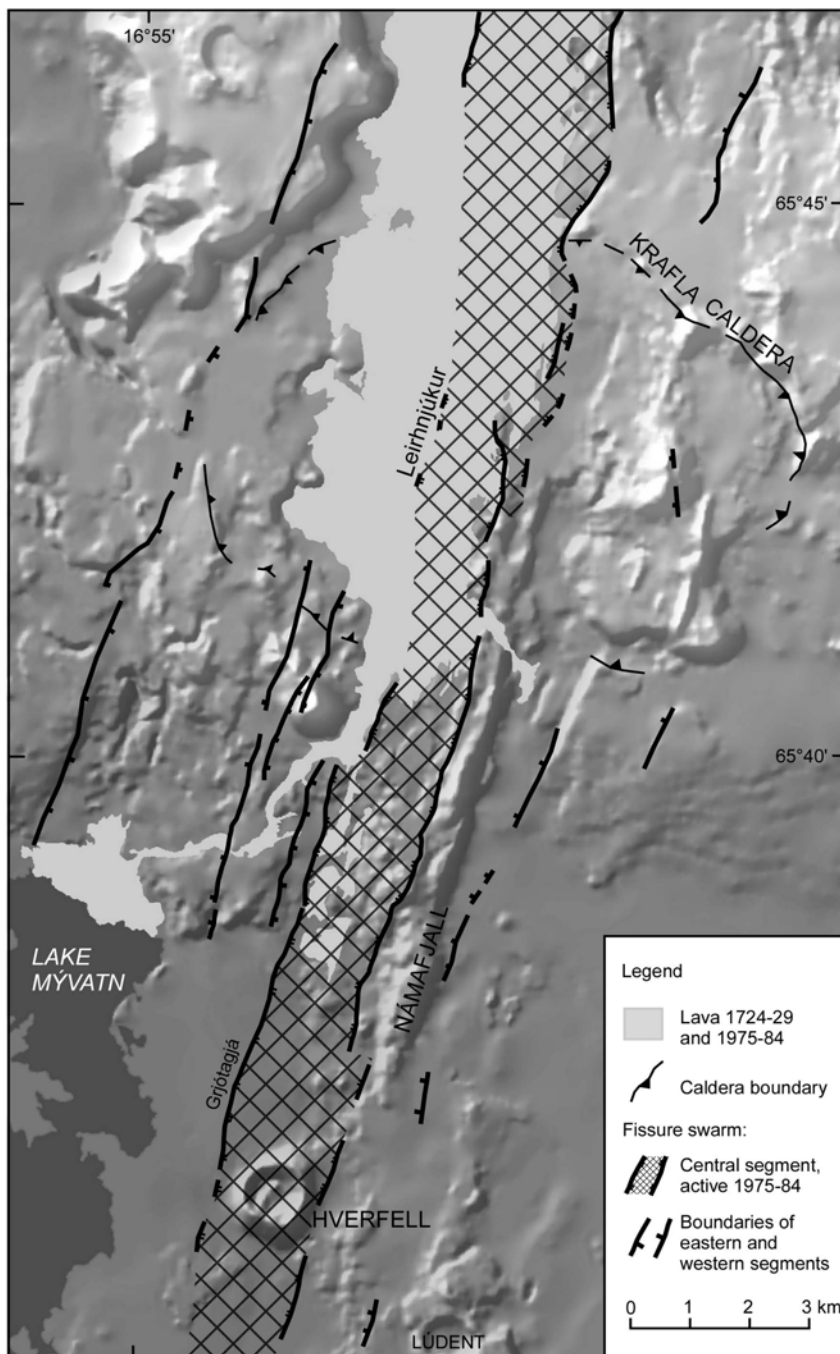 16°55'
65°45'
KRAFLA CALDERA
Leirhnjúkur
65°40'
LAKE
MÝVATN
NÁMAFJALL
Grjótagjá
HVERFELL
LÚDENT
Legend
Lava 1724-29
and 1975-84
Caldera boundary
Fissure swarm:
Central segment,
active 1975-84
Boundaries of
eastern and
western segments
0 1 2 3 km